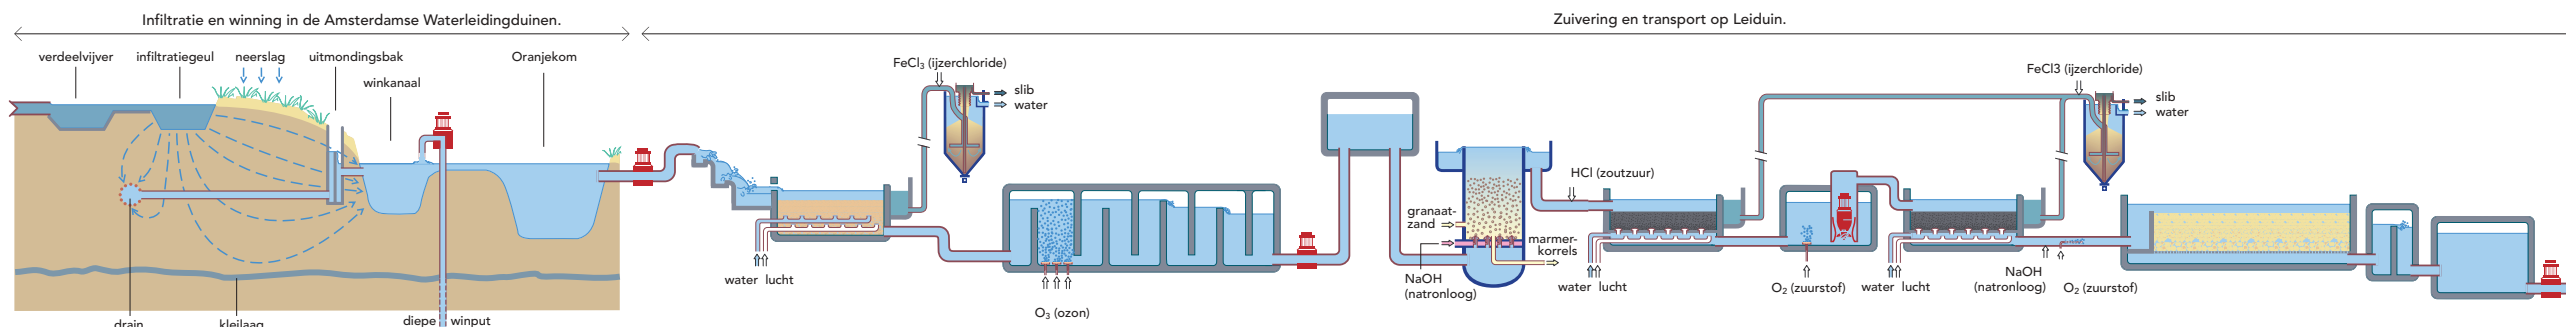 Infiltratie en winning in de Amsterdamse Waterleidingduinen.
Zuivering en transport op Leiduin.
verdeelvijver
infiltratiegeul
neerslag
uitmondingsbak
winkanaal
Oranjekom
drain
kleilaag
diepe winput
FeCl3 (ijzerchloride)
slib
water
water lucht
O3 (ozon)
granaat-
zand
NaOH
(natronloog)
marmer-
korrels
HCl (zoutzuur)
water lucht
O2 (zuurstof)
water lucht
FeCl3 (ijzerchloride)
slib
water
NaOH
(natronloog)
O2 (zuurstof)